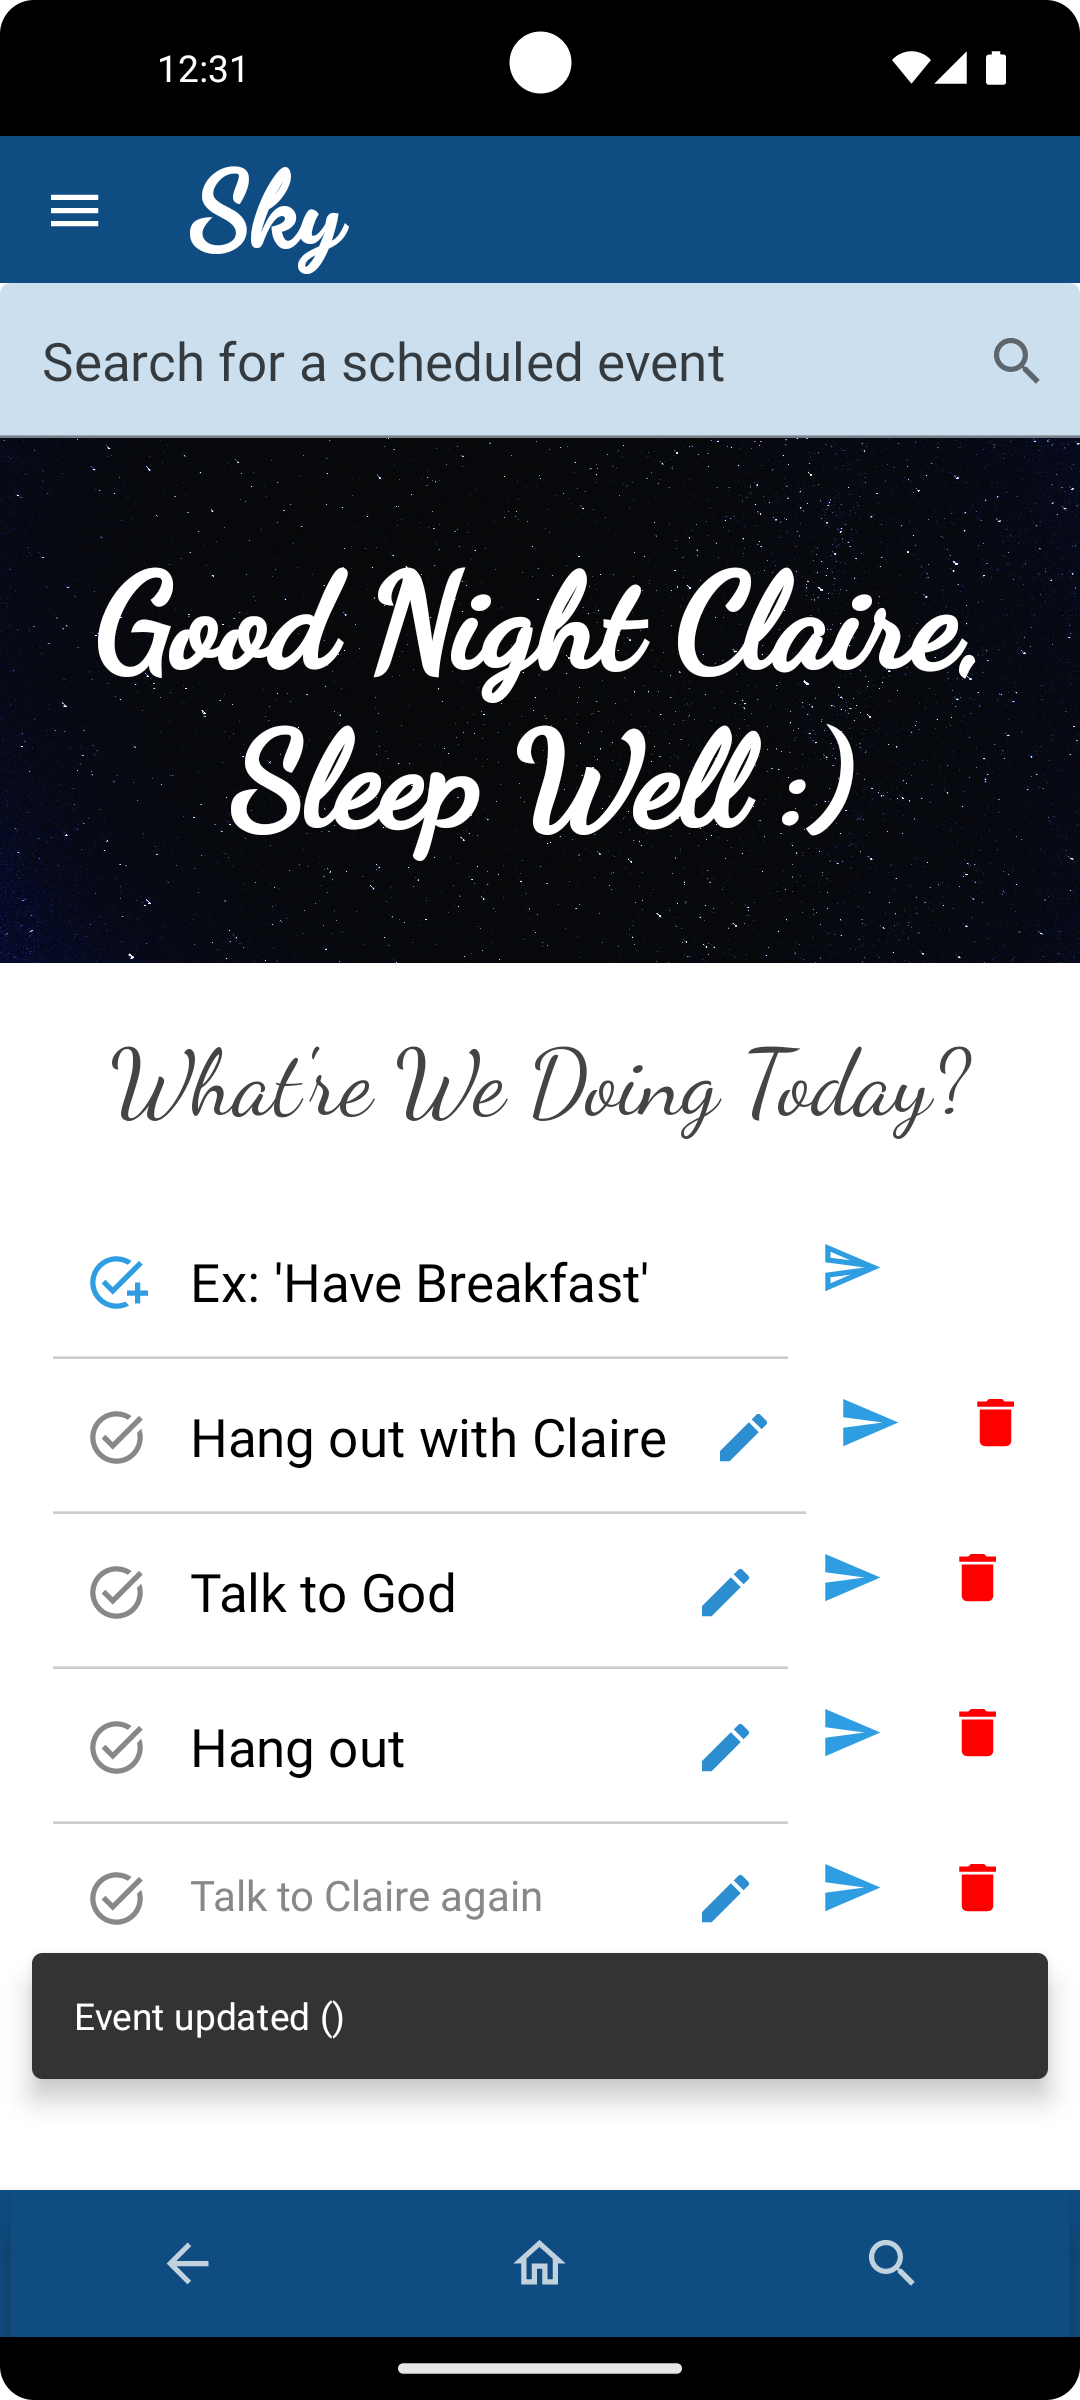 12:31
Sky
Search for a scheduled event
Good Night Claire,
Sleep Well :)
What're We Doing Today?
Ex: 'Have Breakfast'
Hang out with Claire
Talk to God
Hang out
Talk to Claire again
Event updated ()